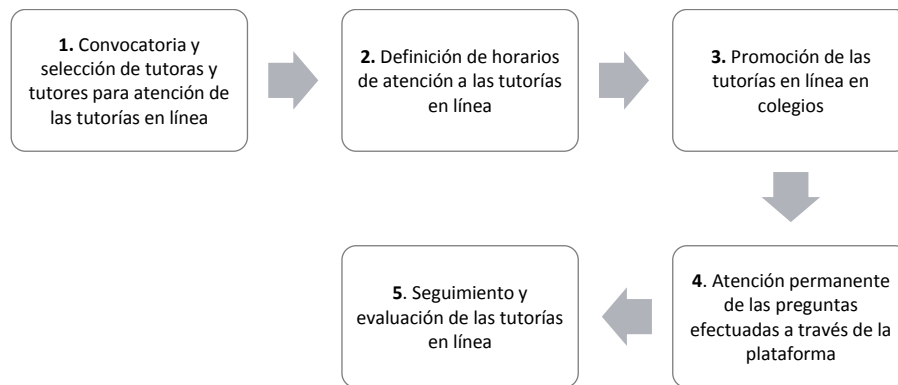 1. Convocatoria y
selección de tutoras y
tutores para atención de
las tutorías en línea
2. Definición de horarios
de atención a las tutorías
en línea
3. Promoción de las
tutorías en línea en
colegios
4. Atención permanente
de las preguntas
efectuadas a través de la
plataforma
5. Seguimiento y
evaluación de las tutorías
en línea